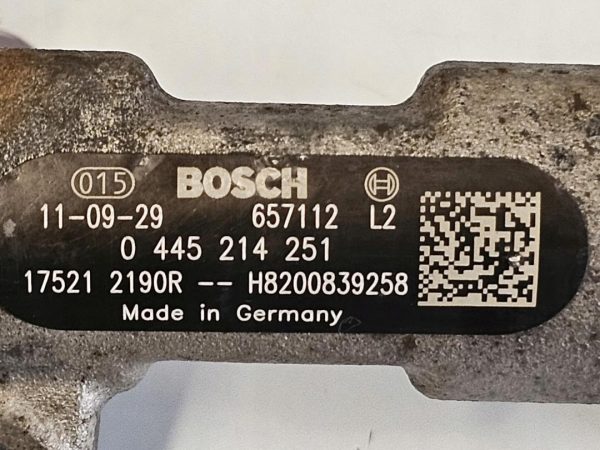 015 BOSCH
11-09-29 657112 L2
0 445 214 251
17521 2190R -- H8200839258
Made in Germany